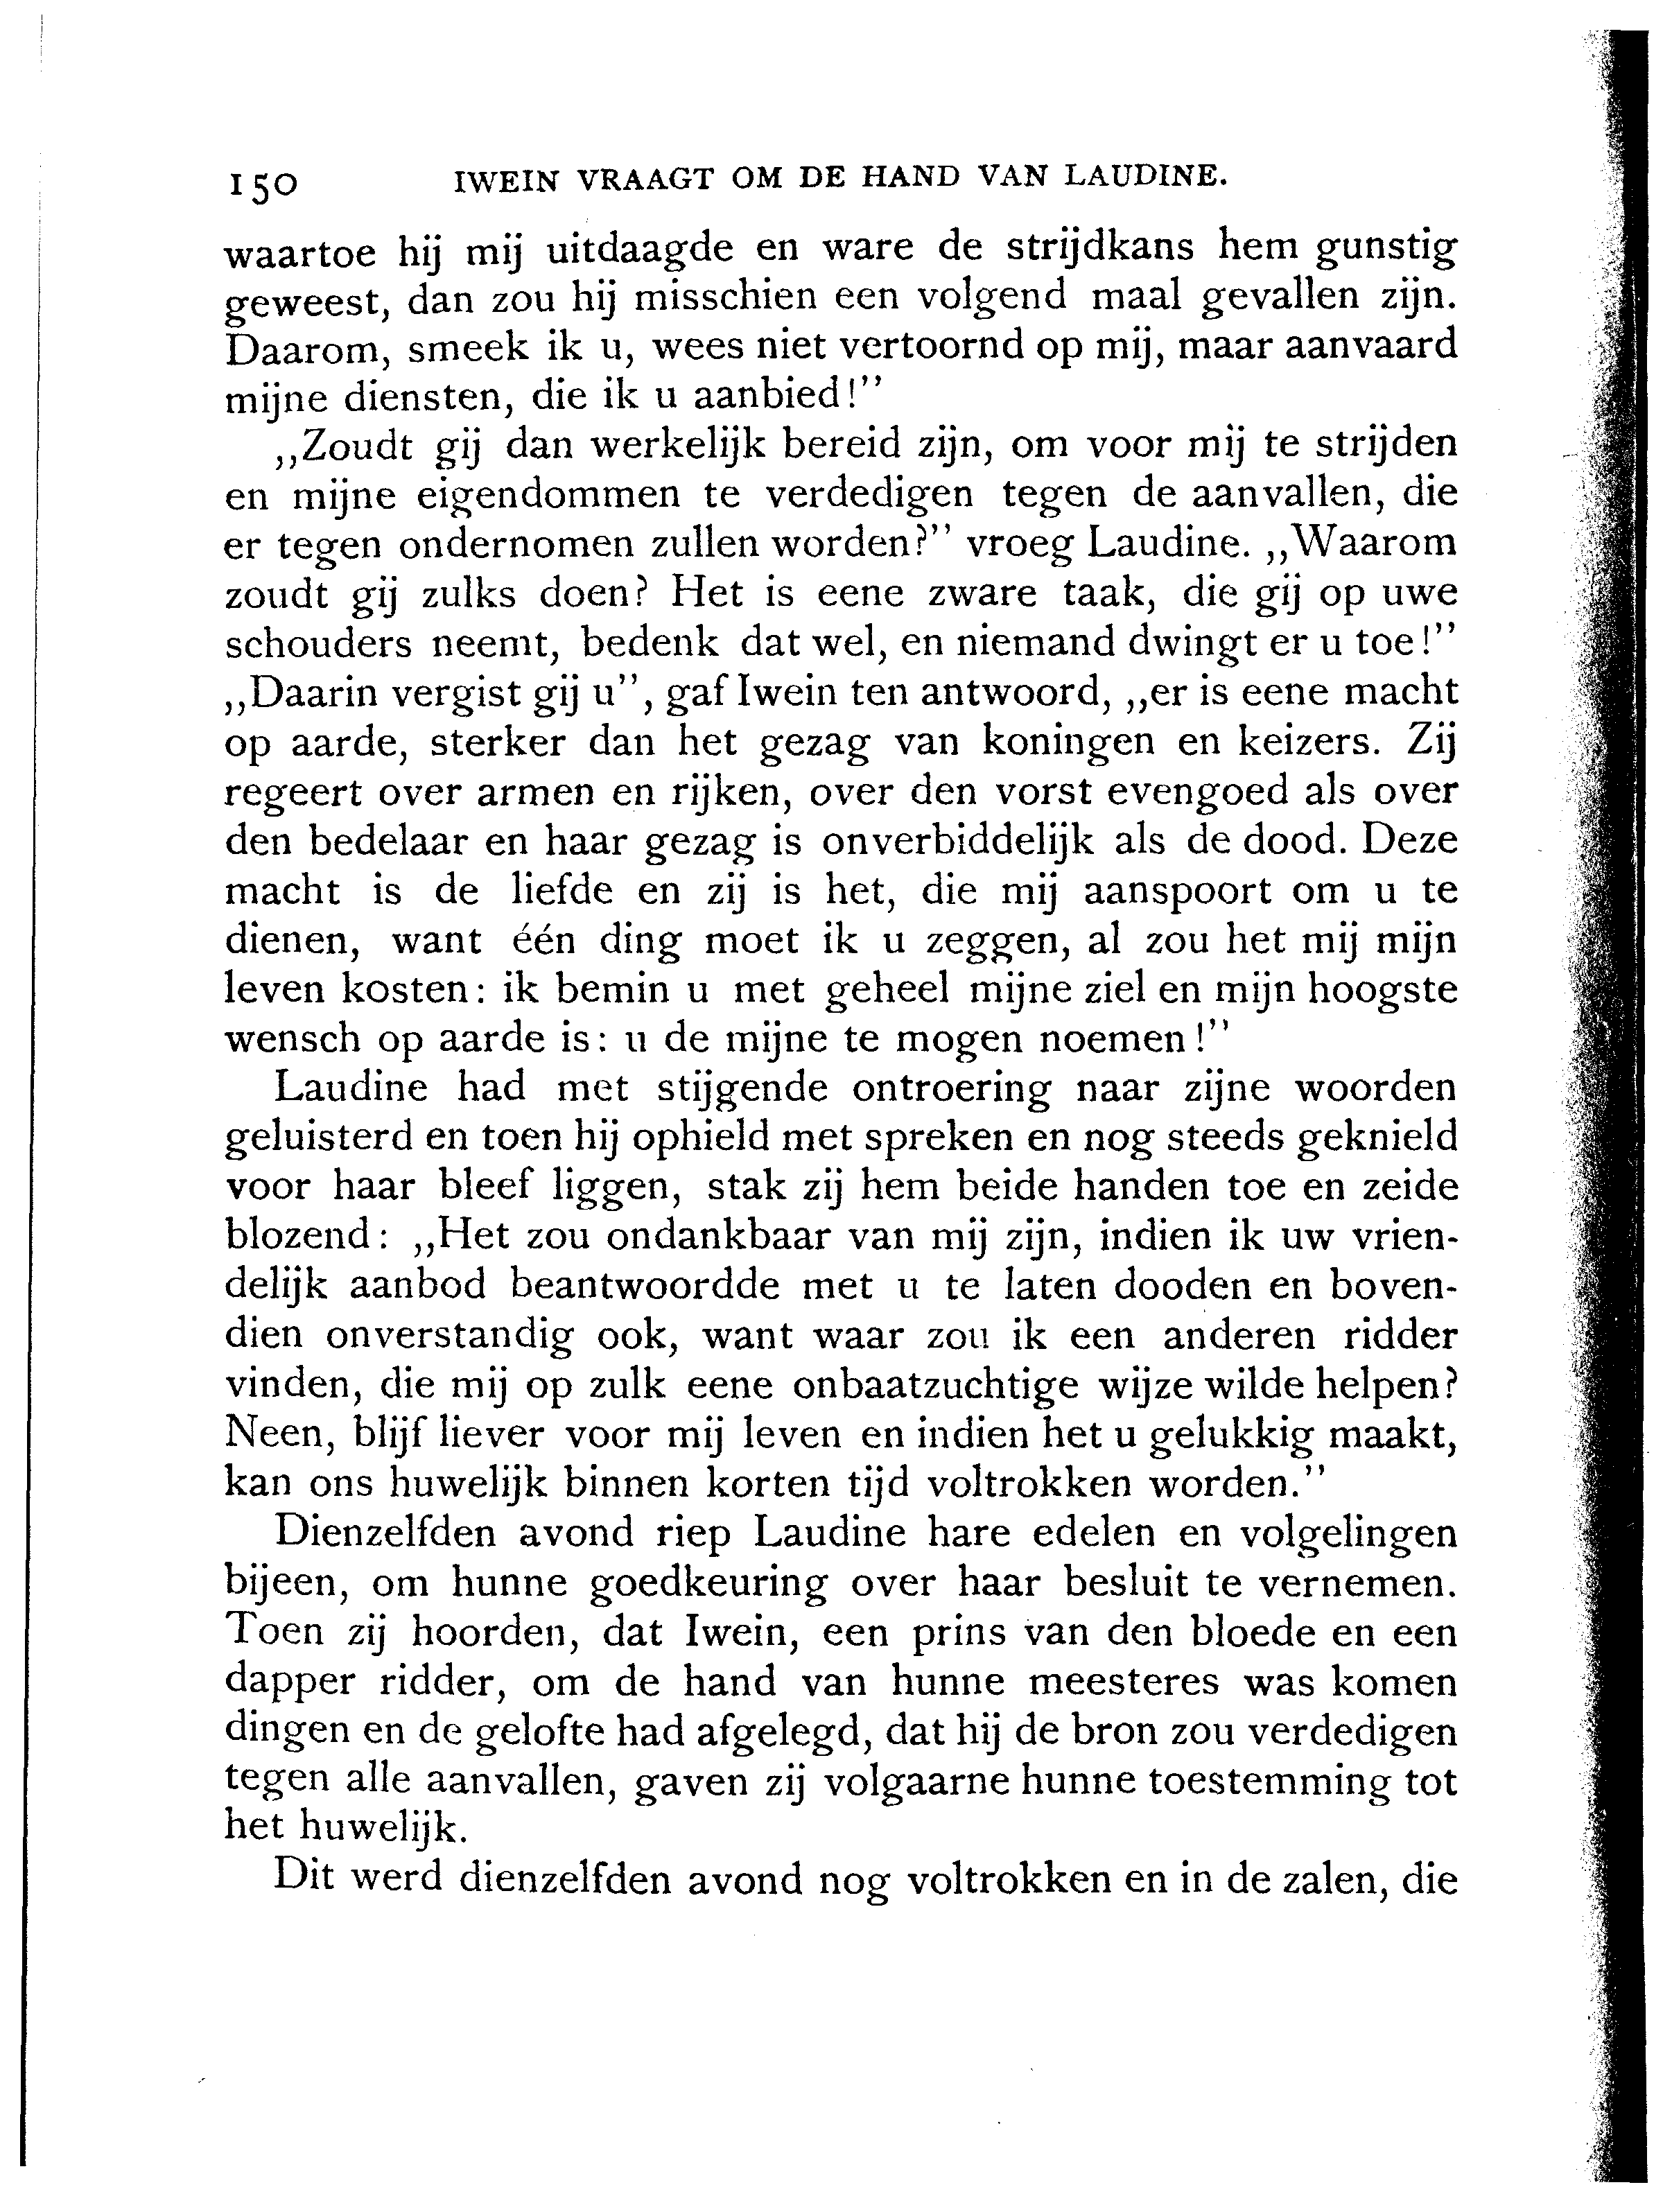 150 IWEIN VRAAGT OM DE HAND VAN LAUDINE.
waartoe hij mij uitdaagde en ware de strijdkans hem gunstig
geweest, dan zou hij misschien een volgend maal gevallen zijn.
Daarom, smeek ik u, wees niet vertoornd op mij, maar aanvaard
mijne diensten, die ik u aanbied!’’
,,Zoudt gij dan werkelijk bereid zijn, om voor mij te strijden
en mijne eigendommen te verdedigen tegen de aanvallen, die
er tegen ondernomen zullen worden?’’ vroeg Laudine. ,,Waarom
zoudt gij zulks doen? Het is eene zware taak, die gij op uwe
schouders neemt, bedenk dat wel, en niemand dwingt er u toe!’’
,,Daarin vergist gij u’’, gaf Iwein ten antwoord, ,,er is eene macht
op aarde, sterker dan het gezag van koningen en keizers. Zij
regeert over armen en rijken, over den vorst evengoed als over
den bedelaar en haar gezag is onverbiddelijk als de dood. Deze
macht is de liefde en zij is het, die mij aanspoort om u te
dienen, want één ding moet ik u zeggen, al zou het mij mijn
leven kosten: ik bemin u met geheel mijne ziel en mijn hoogste
wensch op aarde is: u de mijne te mogen noemen!’’
Laudine had met stijgende ontroering naar zijne woorden
geluisterd en toen hij ophield met spreken en nog steeds geknield
voor haar bleef liggen, stak zij hem beide handen toe en zeide
blozend: ,,Het zou ondankbaar van mij zijn, indien ik uw vrien-
delijk aanbod beantwoordde met u te laten dooden en boven-
dien onverstandig ook, want waar zou ik een anderen ridder
vinden, die mij op zulk eene onbaatzuchtige wijze wilde helpen?
Neen, blijf liever voor mij leven en indien het u gelukkig maakt,
kan ons huwelijk binnen korten tijd voltrokken worden.’’
Dienzelfden avond riep Laudine hare edelen en volgelingen
bijeen, om hunne goedkeuring over haar besluit te vernemen.
Toen zij hoorden, dat Iwein, een prins van den bloede en een
dapper ridder, om de hand van hunne meesteres was komen
dingen en de gelofte had afgelegd, dat hij de bron zou verdedigen
tegen alle aanvallen, gaven zij volgaarne hunne toestemming tot
het huwelijk.
Dit werd dienzelfden avond nog voltrokken en in de zalen, die